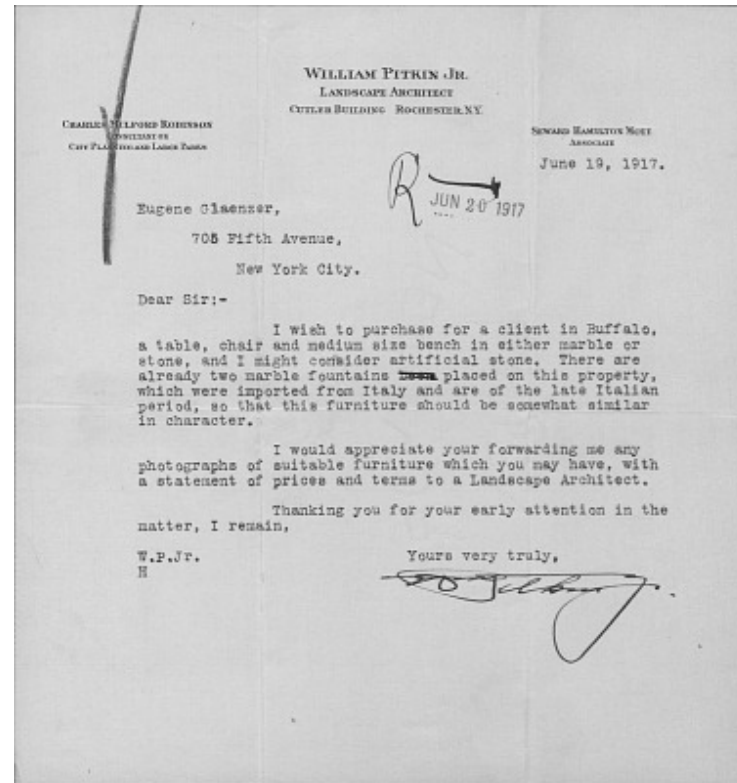 WILLIAM PITKIN JR.
LANDSCAPE ARCHITECT
CUTLER BUILDING ROCHESTER.N.Y.
CHARLES MULFORD ROBINSON
CONSULTANT ON
CITY PLANNING AND LABOR PARKS
SEWARD HAMILTON MOTT
ASSOCIATE
June 19, 1917.
R
JUN 20 1917
Eugene Glaenzer,
705 Fifth Avenue,
New York City.
Dear Sir:-
I wish to purchase for a client in Buffalo,
a table, chair and medium size bench in either marble or
stone, and I might consider artificial stone. There are
already two marble fountains placed on this property,
which were imported from Italy and are of the late Italian
period, so that this furniture should be somewhat similar
in character.
I would appreciate your forwarding me any
photographs of suitable furniture which you may have, with
a statement of prices and terms to a Landscape Architect.
Thanking you for your early attention in the
matter, I remain,
W.P.Jr.
H
Yours very truly,